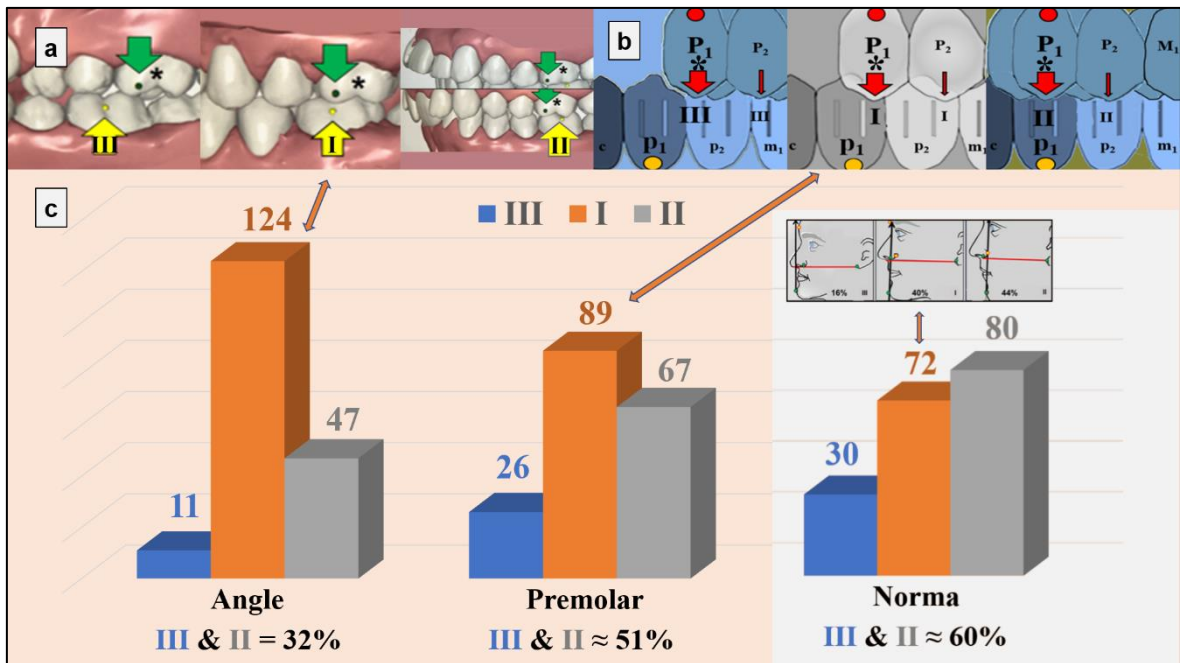 a
*
*
*
*
III
I
II
b
P₁
P₂
*
III
III
c
p₁
p₂
m₁
P₁
P₂
*
I
I
c
p₁
p₂
P₁
P₂
M₁
*
II
II
c
p₁
p₂
m₁
c
III I II
124
11
47
89
26
67
16% III
40% I
44% II
30
72
80
Angle
Premolar
Norma
III & II = 32%
III & II ≈ 51%
III & II ≈ 60%